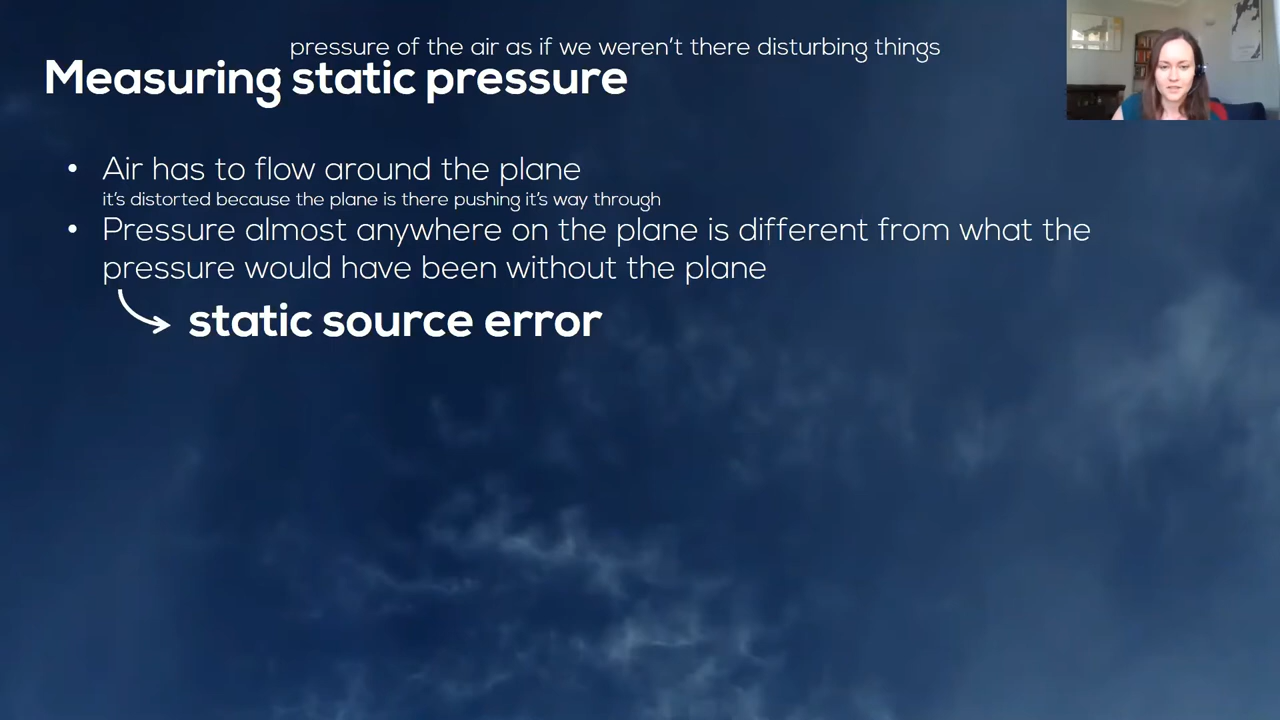 pressure of the air as if we weren't there disturbing things
Measuring static pressure
• Air has to flow around the plane
it's distorted because the plane is there pushing it's way through
• Pressure almost anywhere on the plane is different from what the
pressure would have been without the plane
static source error